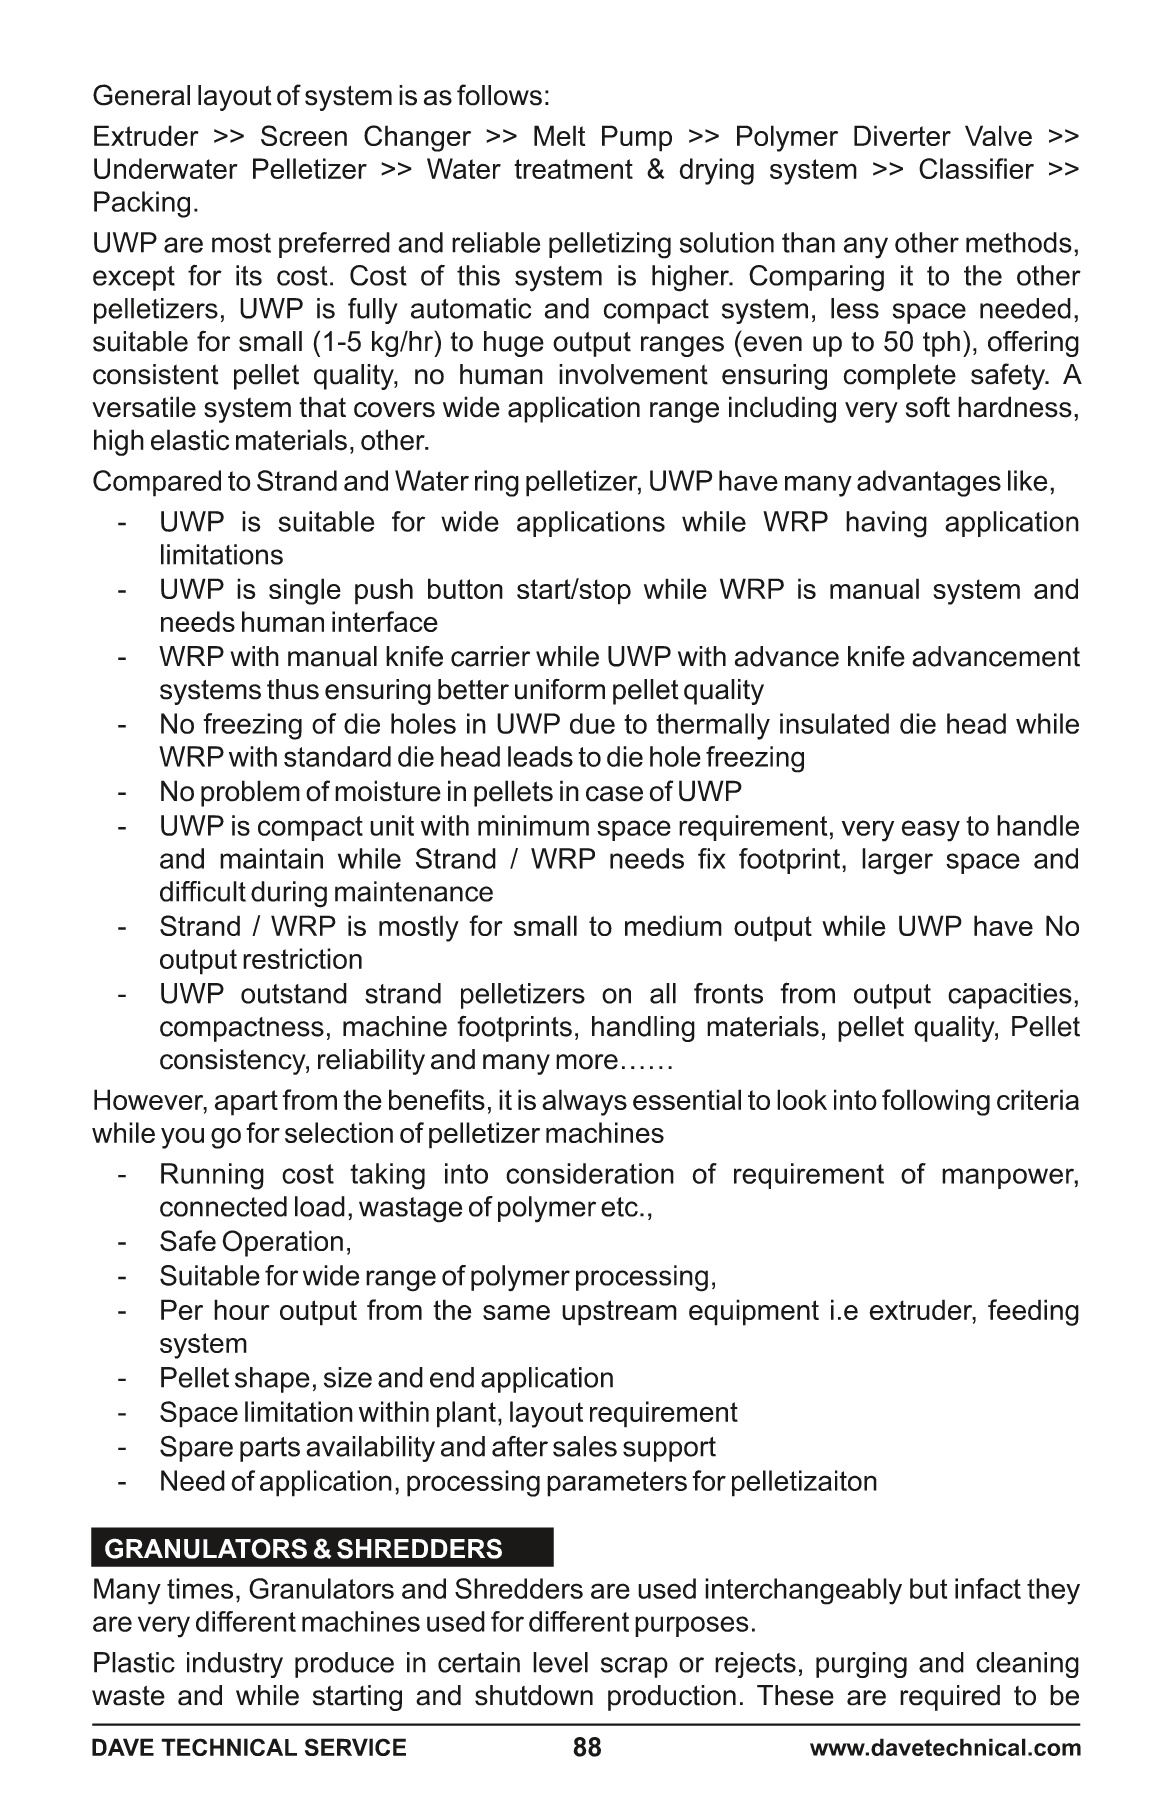 General layout of system is as follows:
Extruder >> Screen Changer >> Melt Pump >> Polymer Diverter Valve >>
Underwater Pelletizer >> Water treatment & drying system >> Classifier >>
Packing.
UWP are most preferred and reliable pelletizing solution than any other methods,
except for its cost. Cost of this system is higher. Comparing it to the other
pelletizers, UWP is fully automatic and compact system, less space needed,
suitable for small (1-5 kg/hr) to huge output ranges (even up to 50 tph), offering
consistent pellet quality, no human involvement ensuring complete safety. A
versatile system that covers wide application range including very soft hardness,
high elastic materials, other.
Compared to Strand and Water ring pelletizer, UWP have many advantages like,
- UWP is suitable for wide applications while WRP having application
limitations
- UWP is single push button start/stop while WRP is manual system and
needs human interface
- WRP with manual knife carrier while UWP with advance knife advancement
systems thus ensuring better uniform pellet quality
- No freezing of die holes in UWP due to thermally insulated die head while
WRP with standard die head leads to die hole freezing
- No problem of moisture in pellets in case of UWP
- UWP is compact unit with minimum space requirement, very easy to handle
and maintain while Strand / WRP needs fix footprint, larger space and
difficult during maintenance
- Strand / WRP is mostly for small to medium output while UWP have No
output restriction
- UWP outstand strand pelletizers on all fronts from output capacities,
compactness, machine footprints, handling materials, pellet quality, Pellet
consistency, reliability and many more……
However, apart from the benefits, it is always essential to look into following criteria
while you go for selection of pelletizer machines
- Running cost taking into consideration of requirement of manpower,
connected load, wastage of polymer etc.,
- Safe Operation,
- Suitable for wide range of polymer processing,
- Per hour output from the same upstream equipment i.e extruder, feeding
system
- Pellet shape, size and end application
- Space limitation within plant, layout requirement
- Spare parts availability and after sales support
- Need of application, processing parameters for pelletizaiton
GRANULATORS & SHREDDERS
Many times, Granulators and Shredders are used interchangeably but infact they
are very different machines used for different purposes.
Plastic industry produce in certain level scrap or rejects, purging and cleaning
waste and while starting and shutdown production. These are required to be
DAVE TECHNICAL SERVICE 88 www.davetechnical.com